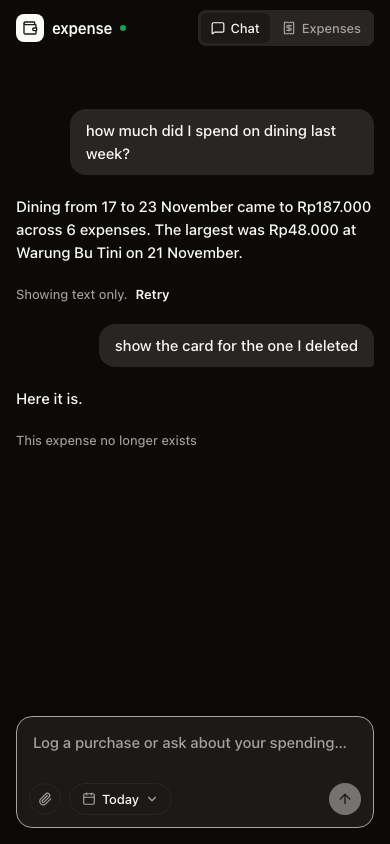 expense
Chat
Expenses
how much did I spend on dining last
week?
Dining from 17 to 23 November came to Rp187.000
across 6 expenses. The largest was Rp48.000 at
Warung Bu Tini on 21 November.
Showing text only. Retry
show the card for the one I deleted
Here it is.
This expense no longer exists
Log a purchase or ask about your spending...
Today